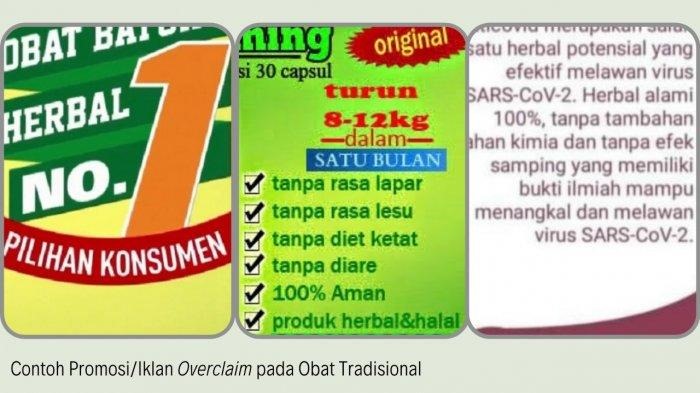 OBAT BATUK
HERBAL
NO. 1
PILIHAN KONSUMEN
original
si 30 capsul
turun
8-12kg
dalam
SATU BULAN
tanpa rasa lapar
tanpa rasa lesu
tanpa diet ketat
tanpa diare
100% Aman
produk herbal&halal
satu herbal potensial yang
efektif melawan virus
SARS-CoV-2. Herbal alami
100%, tanpa tambahan
ahan kimia dan tanpa efek
samping yang memiliki
bukti ilmiah mampu
menangkal dan melawan
virus SARS-CoV-2.
Contoh Promosi/Iklan Overclaim pada Obat Tradisional